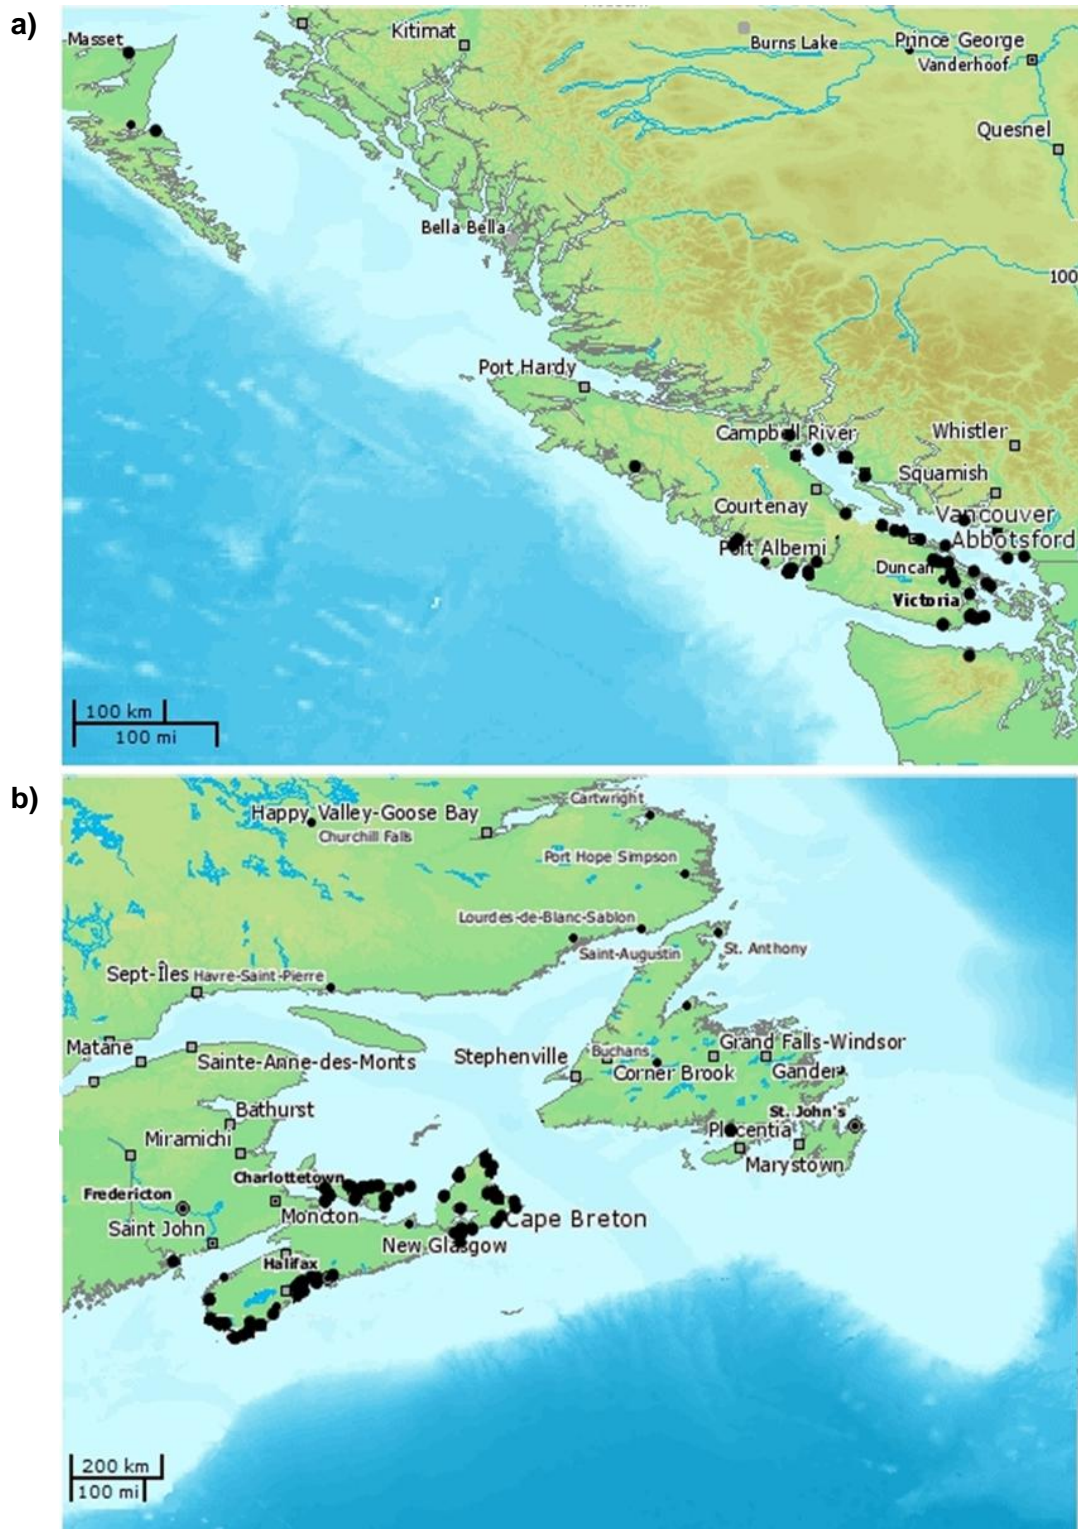 a)
Masset
Kitimat
Burns Lake
Prince George
Vanderhoof
Quesnel
Bella Bella
100
Port Hardy
Campbell River
Whistler
Squamish
Courtenay
Vancouver
Abbotsford
Port Alberni
Duncan
Victoria
100 km
100 mi
b)
Cartwright
Happy Valley-Goose Bay
Churchill Falls
Port Hope Simpson
Lourdes-de-Blanc-Sablon
Saint-Augustin
St. Anthony
Sept-Îles
Havre-Saint-Pierre
Matane
Sainte-Anne-des-Monts
Stephenville
Buchans
Grand Falls-Windsor
Corner Brook
Gander
Bathurst
St. John's
Miramichi
Placentia
Marystown
Charlottetown
Fredericton
Moncton
Cape Breton
Saint John
New Glasgow
Halifax
200 km
100 mi